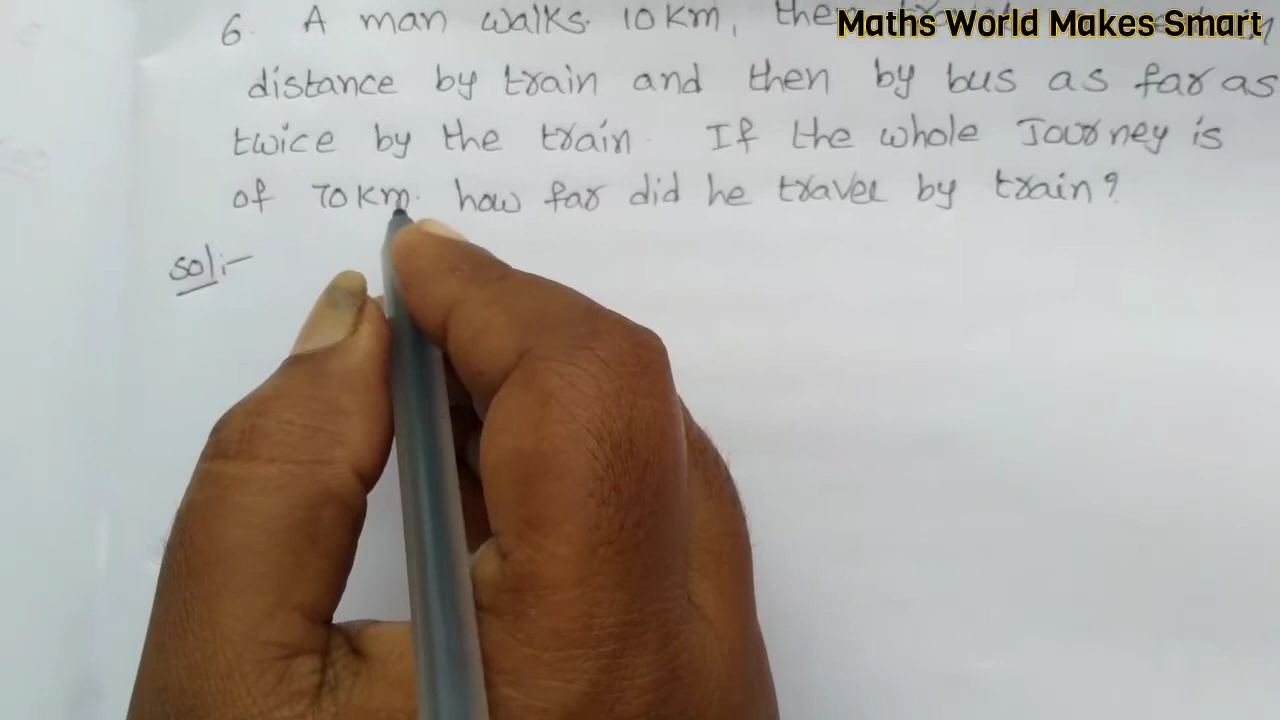 Maths World Makes Smart
6. A man walks. 10 Km, then
distance by train and then by bus as far as
twice by the train. If the whole Journey is
of 70 Km. how far did he travel by train?
Sol:-